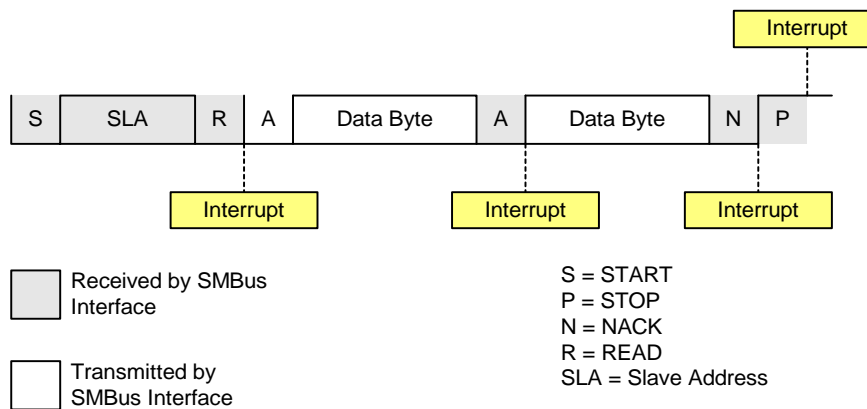 Interrupt
S SLA R A Data Byte A Data Byte N P
Interrupt Interrupt Interrupt
Received by SMBus
Interface
Transmitted by
SMBus Interface
S = START
P = STOP
N = NACK
R = READ
SLA = Slave Address